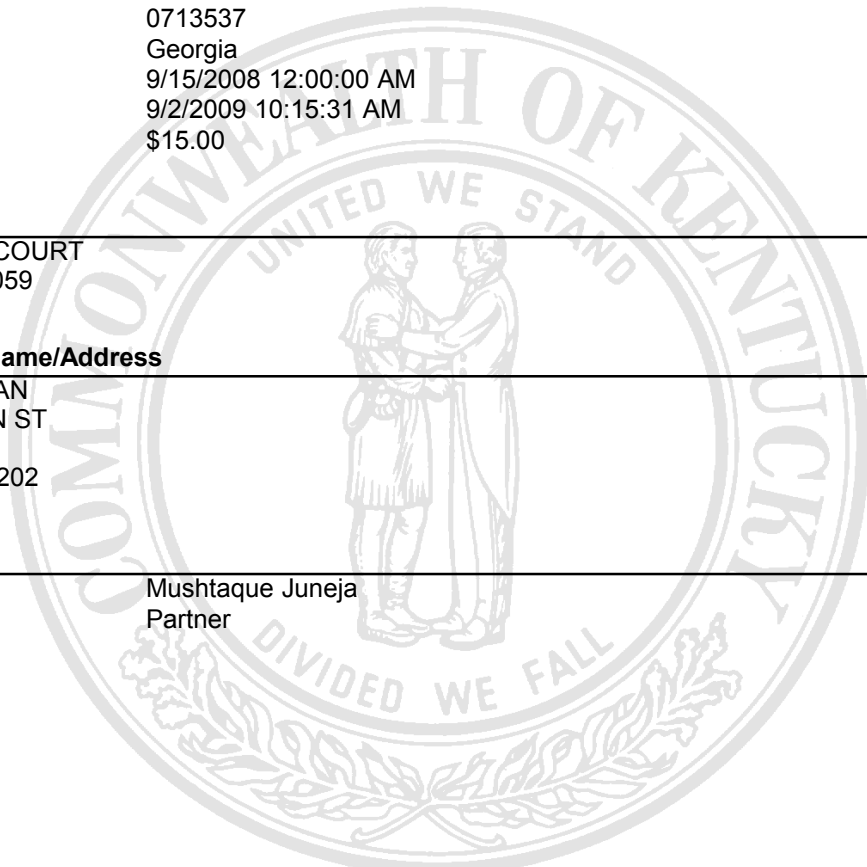 0713537
Georgia
9/15/2008 12:00:00 AM
9/2/2009 10:15:31 AM
$15.00
COMMONWEALTH OF KENTUCKY
UNITED WE STAND
COURT
059
ame/Address
AN
N ST
202
Mushtaque Juneja
Partner
DIVIDED WE FALL